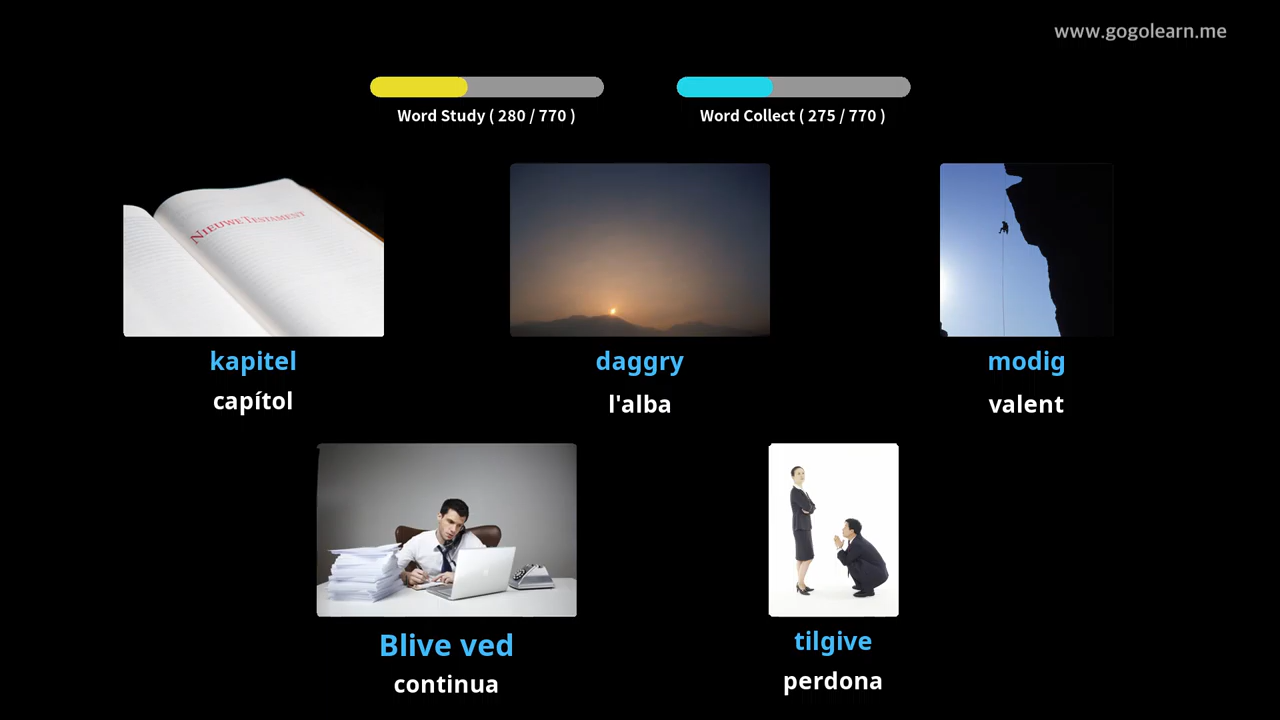 www.gogolearn.me
Word Study ( 280 / 770 )
Word Collect ( 275 / 770 )
NIEUWE TESTAMENT
kapitel
daggry
modig
capítol
l'alba
valent
Blive ved
tilgive
continua
perdona